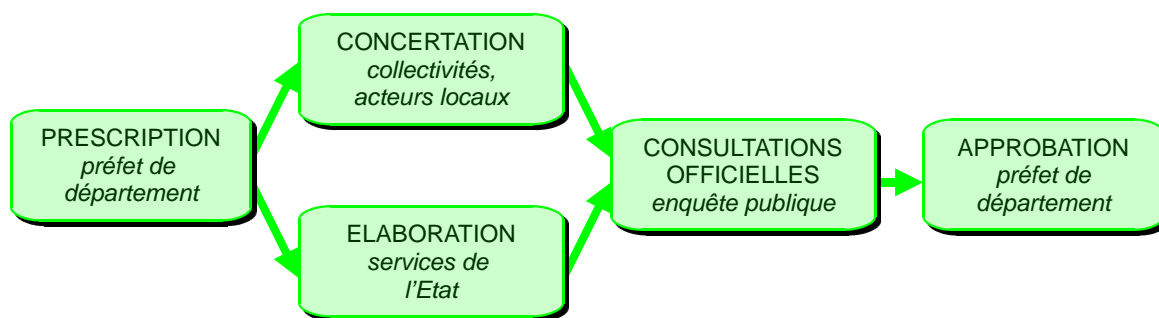 PRESCRIPTION
préfet de
département
CONCERTATION
collectivités,
acteurs locaux
ELABORATION
services de
l'Etat
CONSULTATIONS
OFFICIELLES
enquête publique
APPROBATION
préfet de
département